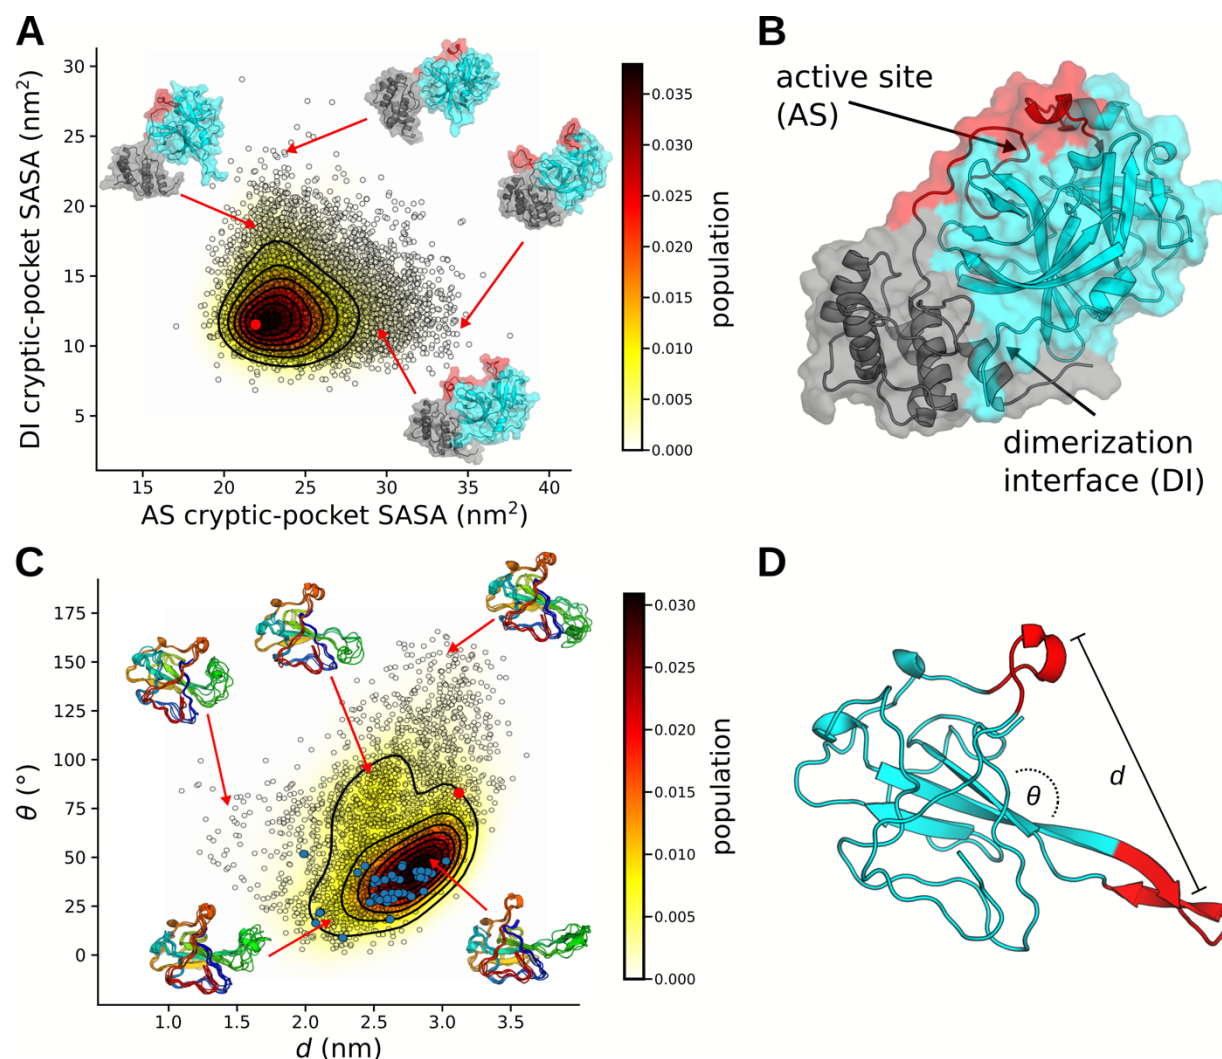 A
DI cryptic-pocket SASA (nm²)
30
25
20
15
10
5
15
20
25
30
35
40
AS cryptic-pocket SASA (nm²)
0.035
0.030
0.025
0.020
0.015
0.010
0.005
0.000
population
B
active site
(AS)
dimerization
interface (DI)
C
θ (°)
175
150
125
100
75
50
25
0
1.0
1.5
2.0
2.5
3.0
3.5
d (nm)
0.030
0.025
0.020
0.015
0.010
0.005
0.000
population
D
θ
d